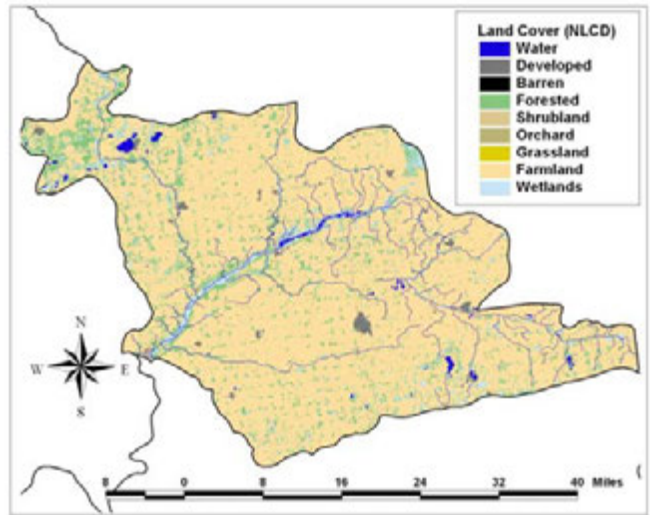 Land Cover (NLCD)
Water
Developed
Barren
Forested
Shrubland
Orchard
Grassland
Farmland
Wetlands
N
W E
S
8 0 8 16 24 32 40 Miles
(